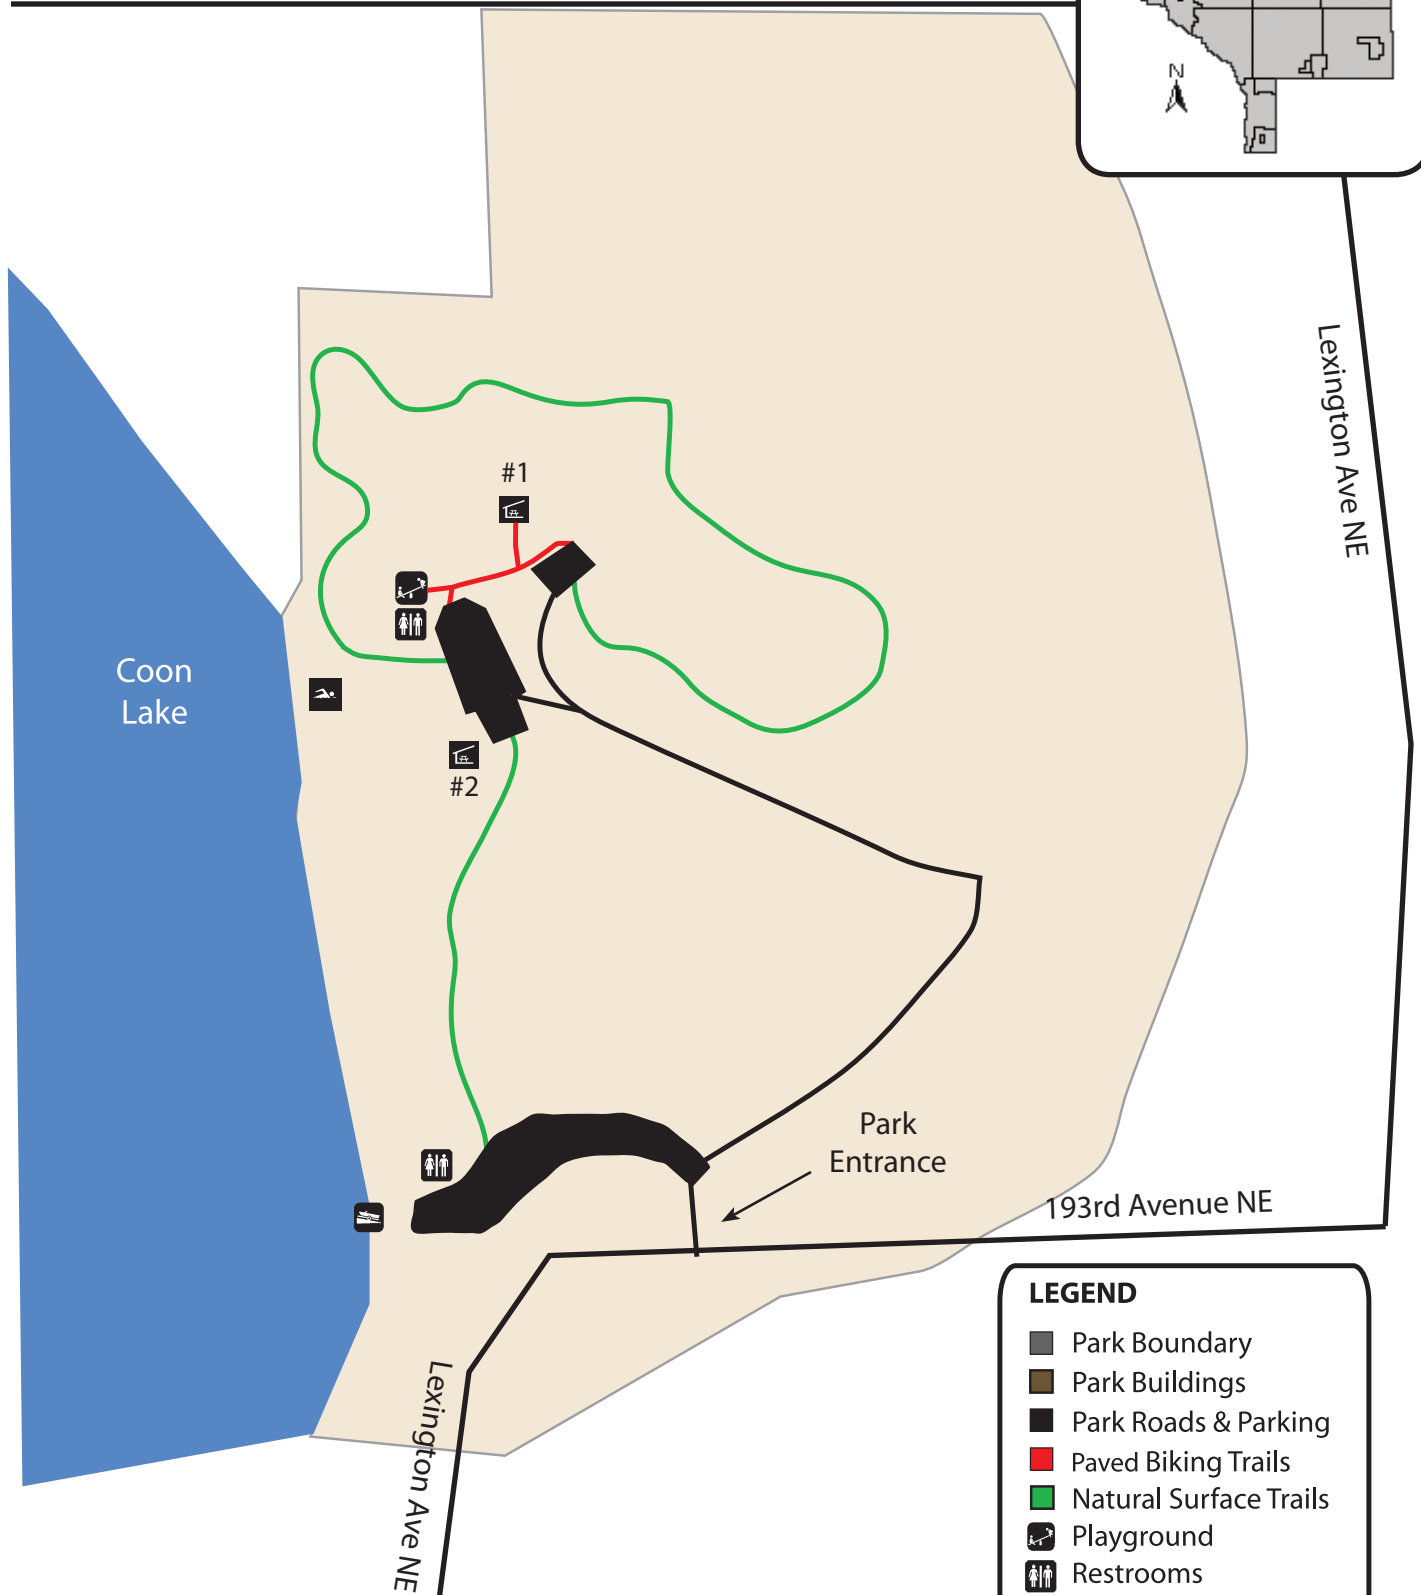 N
Lexington Ave NE
#1
Coon
Lake
#2
Park
Entrance
193rd Avenue NE
Lexington Ave NE
LEGEND
Park Boundary
Park Buildings
Park Roads & Parking
Paved Biking Trails
Natural Surface Trails
Playground
Restrooms